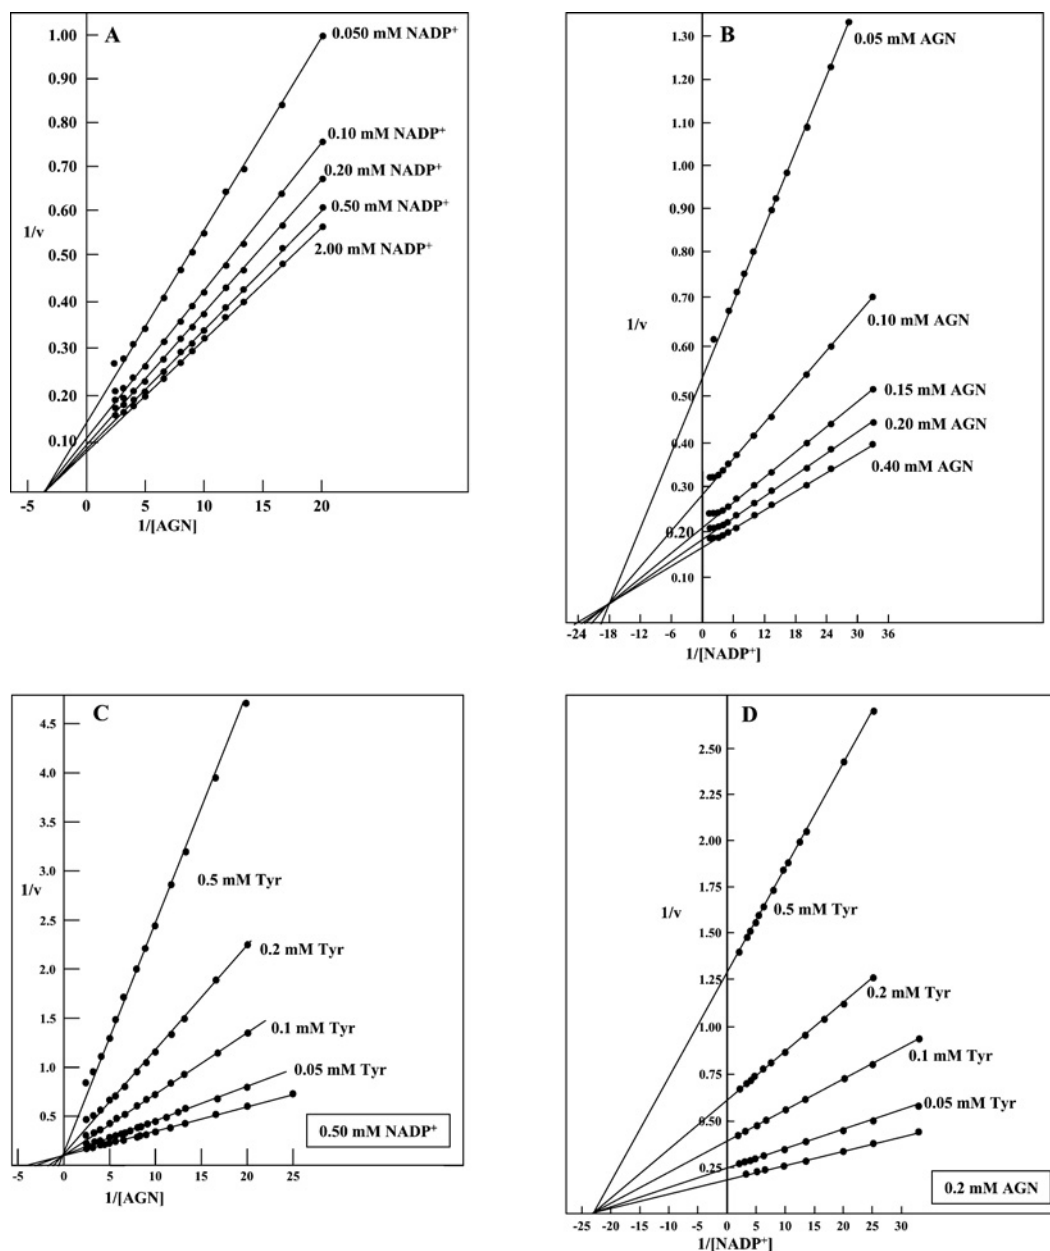 A
1.00
0.90
0.80
0.70
0.60
1/v
0.50
0.40
0.30
0.20
0.10
0.050 mM NADP⁺
0.10 mM NADP⁺
0.20 mM NADP⁺
0.50 mM NADP⁺
2.00 mM NADP⁺
-5 0 5 10 15 20
1/[AGN]
B
1.30
1.20
1.10
1.00
0.90
0.80
0.70
1/v
0.60
0.50
0.40
0.30
0.20
0.10
0.05 mM AGN
0.10 mM AGN
0.15 mM AGN
0.20 mM AGN
0.40 mM AGN
-24 -18 -12 -6 0 6 12 18 24 30 36
1/[NADP⁺]
C
4.5
4.0
3.5
3.0
1/v
2.5
2.0
1.5
1.0
0.5
0.5 mM Tyr
0.2 mM Tyr
0.1 mM Tyr
0.05 mM Tyr
0.50 mM NADP⁺
-5 0 5 10 15 20 25
1/[AGN]
D
2.50
2.25
2.00
1.75
1/v
1.50
1.25
1.00
0.75
0.50
0.25
0.5 mM Tyr
0.2 mM Tyr
0.1 mM Tyr
0.05 mM Tyr
0.2 mM AGN
-25 -20 -15 -10 -5 0 5 10 15 20 25 30
1/[NADP⁺]